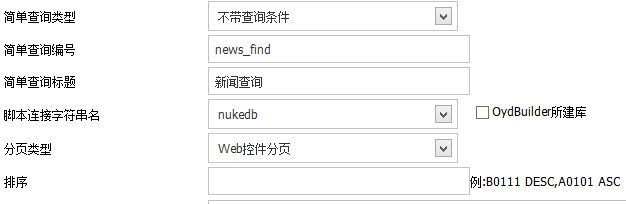 简单查询类型 不带查询条件
简单查询编号 news_find
简单查询标题 新闻查询
脚本连接字符串名 nukedb OydBuilder所建库
分页类型 Web控件分页
排序 例:B0111 DESC,A0101 ASC